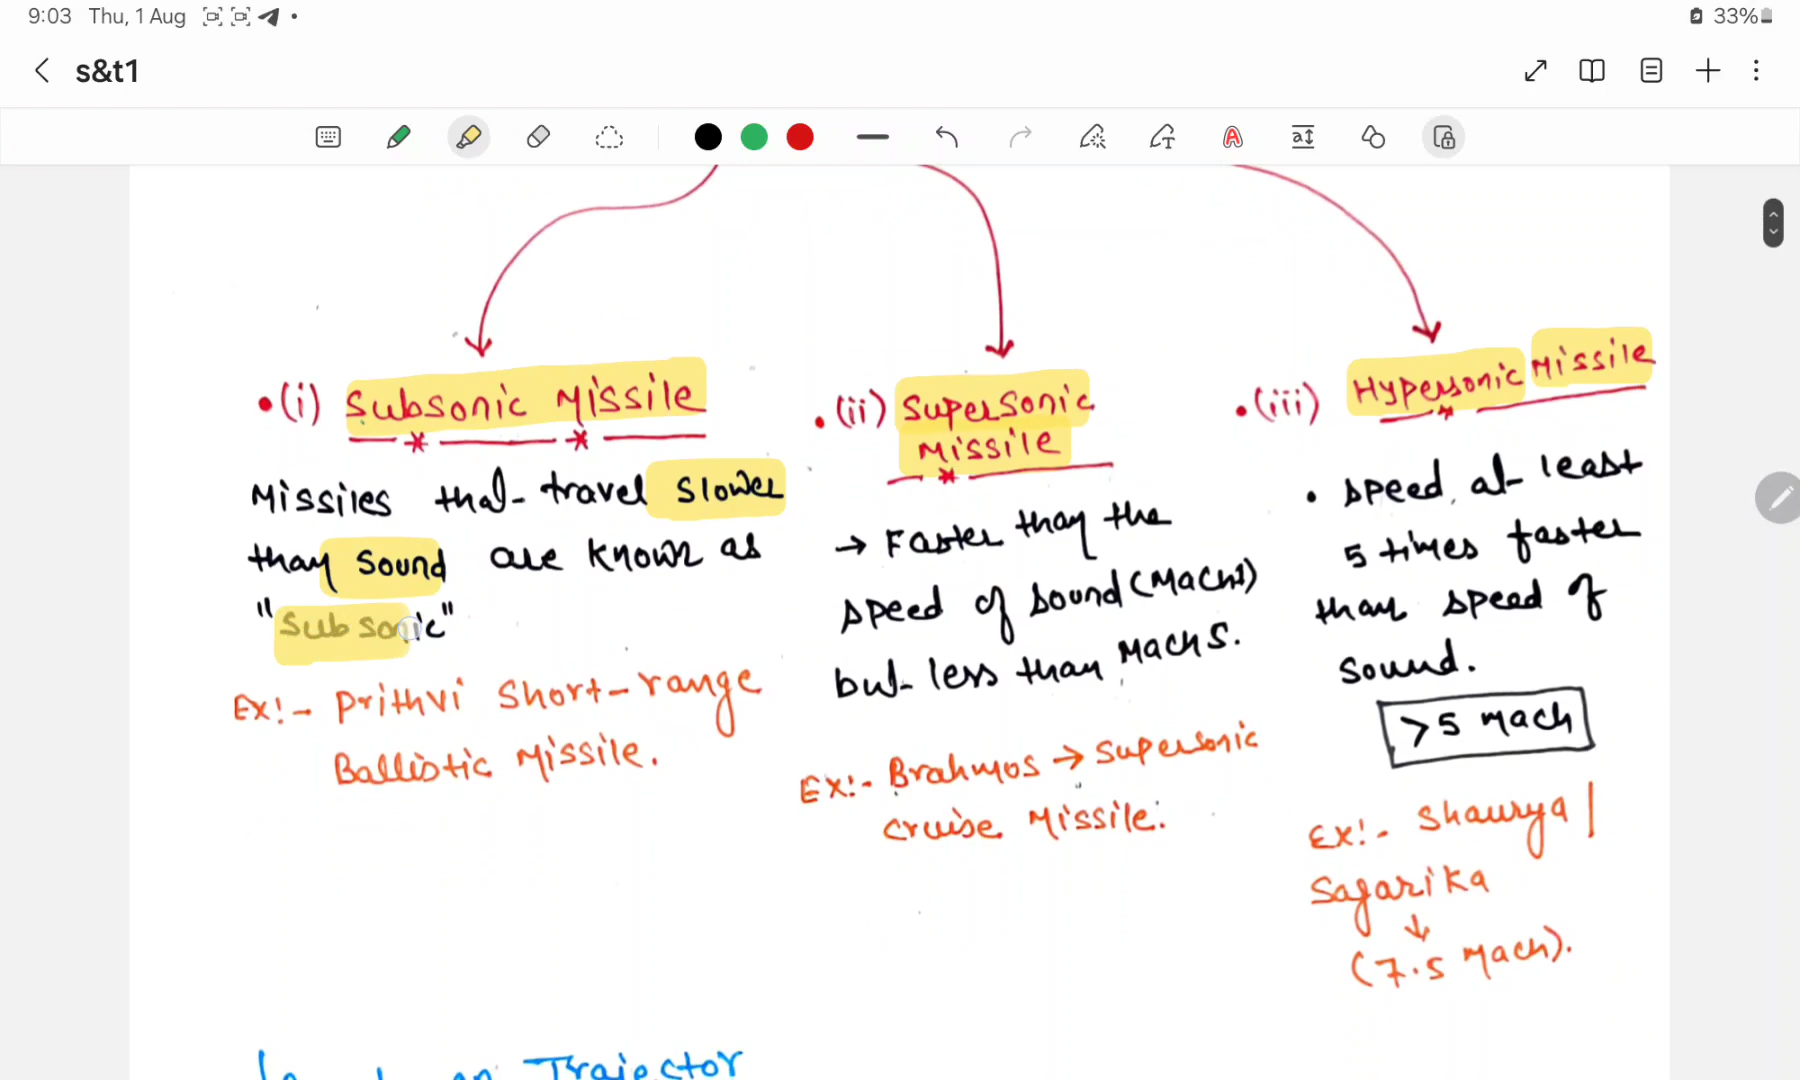 9:03 Thu, 1 Aug
33%
s&t1
•(i) Subsonic Missile
Missiles that travel slower
than sound are known as
"Subsonic"
Ex!- Prithvi Short-range
Ballistic Missile.
•(ii) Supersonic
Missile
→ Faster than the
speed of sound (Mach1)
but less than Mach5.
Ex!- Brahmos → Supersonic
cruise Missile.
•(iii) Hypersonic Missile
• speed at least
5 times faster
than speed of
sound.
>5 mach
Ex!- Shaurya |
Sagarika
↓
(7.5 Mach).
on Trajector